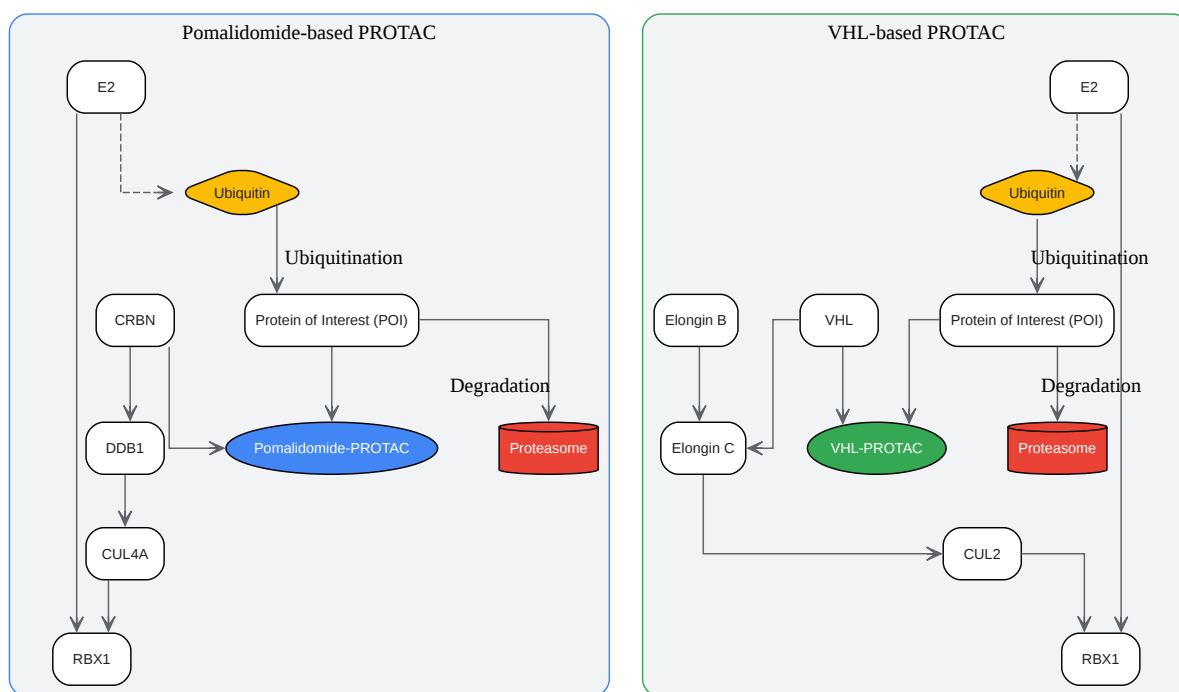 Pomalidomide-based PROTAC
E2
Ubiquitin
Ubiquitination
CRBN
Protein of Interest (POI)
Degradation
DDB1
Pomalidomide-PROTAC
Proteasome
CUL4A
RBX1
VHL-based PROTAC
E2
Ubiquitin
Ubiquitination
Elongin B
VHL
Protein of Interest (POI)
Degradation
Elongin C
VHL-PROTAC
Proteasome
CUL2
RBX1